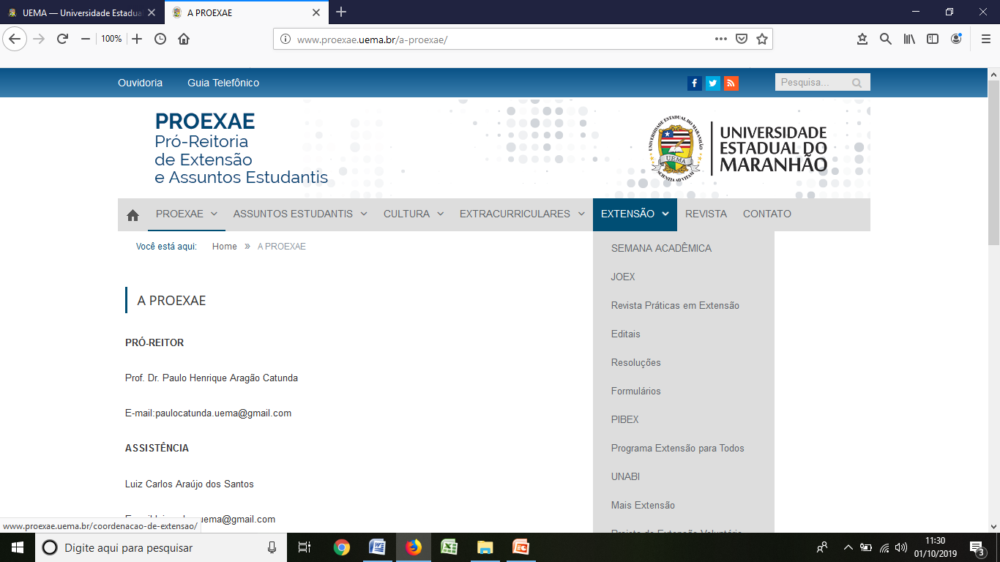 UEMA — Universidade Estadual
A PROEXAE
100%
www.proexae.uema.br/a-proexae/
Ouvidoria
Guia Telefônico
Pesquisa...
PROEXAE
Pró-Reitoria
de Extensão
e Assuntos Estudantis
UNIVERSIDADE ESTADUAL DO MARANHÃO
UEMA
SCIENTIA AD VITAM
UNIVERSIDADE
ESTADUAL DO
MARANHÃO
PROEXAE
ASSUNTOS ESTUDANTIS
CULTURA
EXTRACURRICULARES
EXTENSÃO
REVISTA
CONTATO
Você está aqui: Home » A PROEXAE
SEMANA ACADÊMICA
JOEX
Revista Práticas em Extensão
Editais
Resoluções
Formulários
PIBEX
Programa Extensão para Todos
UNABI
Mais Extensão
Projeto de Extensão Voluntário
A PROEXAE
PRÓ-REITOR
Prof. Dr. Paulo Henrique Aragão Catunda
E-mail:paulocatunda.uema@gmail.com
ASSISTÊNCIA
Luiz Carlos Araújo dos Santos
uema@gmail.com
www.proexae.uema.br/coordenacao-de-extensao/
Digite aqui para pesquisar
11:30
01/10/2019
3